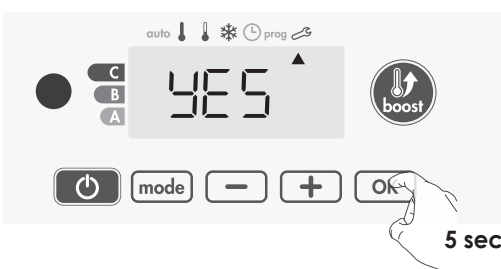 auto prog
C
B
A
YES
boost
mode − + OK
5 sec